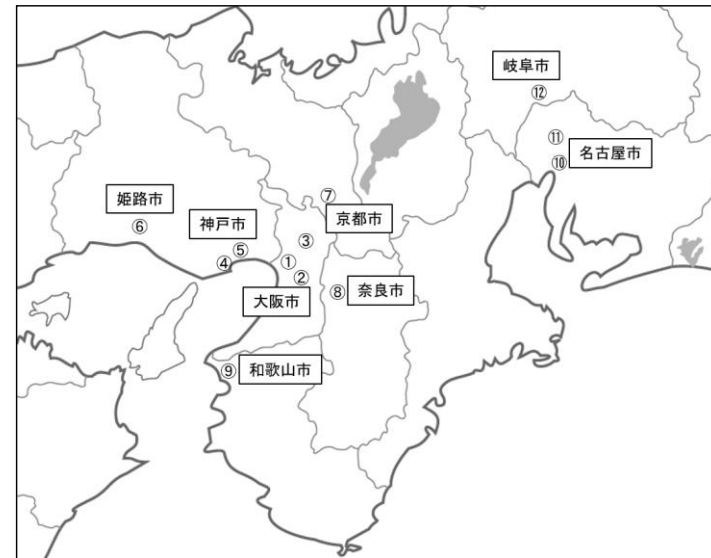 岐阜市
⑫
⑪
名古屋市
⑩
⑦
京都市
姫路市
⑥
神戸市
⑤
④
③
①
②
大阪市
⑧
奈良市
⑨
和歌山市